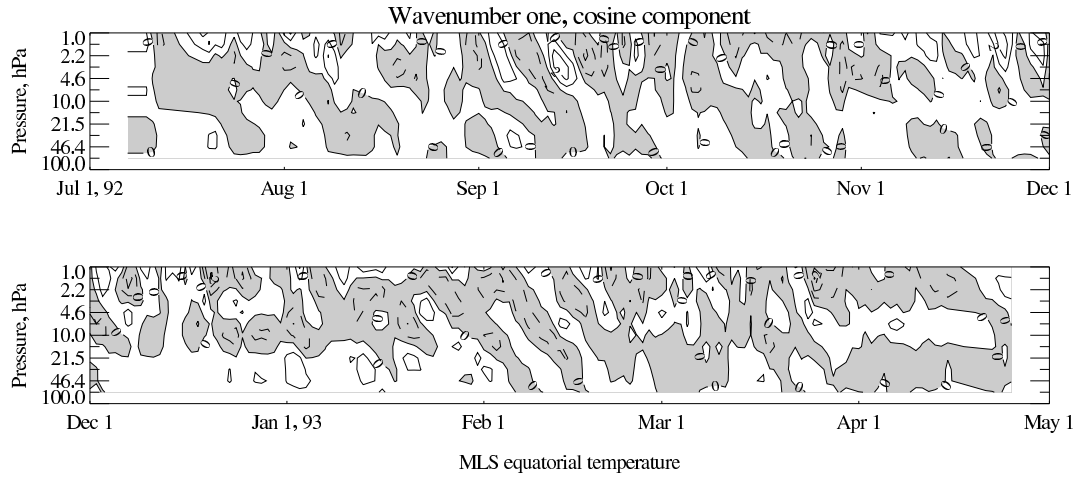 Wavenumber one, cosine component
Pressure, hPa
1.0
2.2
4.6
10.0
21.5
46.4
100.0
Jul 1, 92 Aug 1 Sep 1 Oct 1 Nov 1 Dec 1
Pressure, hPa
1.0
2.2
4.6
10.0
21.5
46.4
100.0
Dec 1 Jan 1, 93 Feb 1 Mar 1 Apr 1 May 1
MLS equatorial temperature